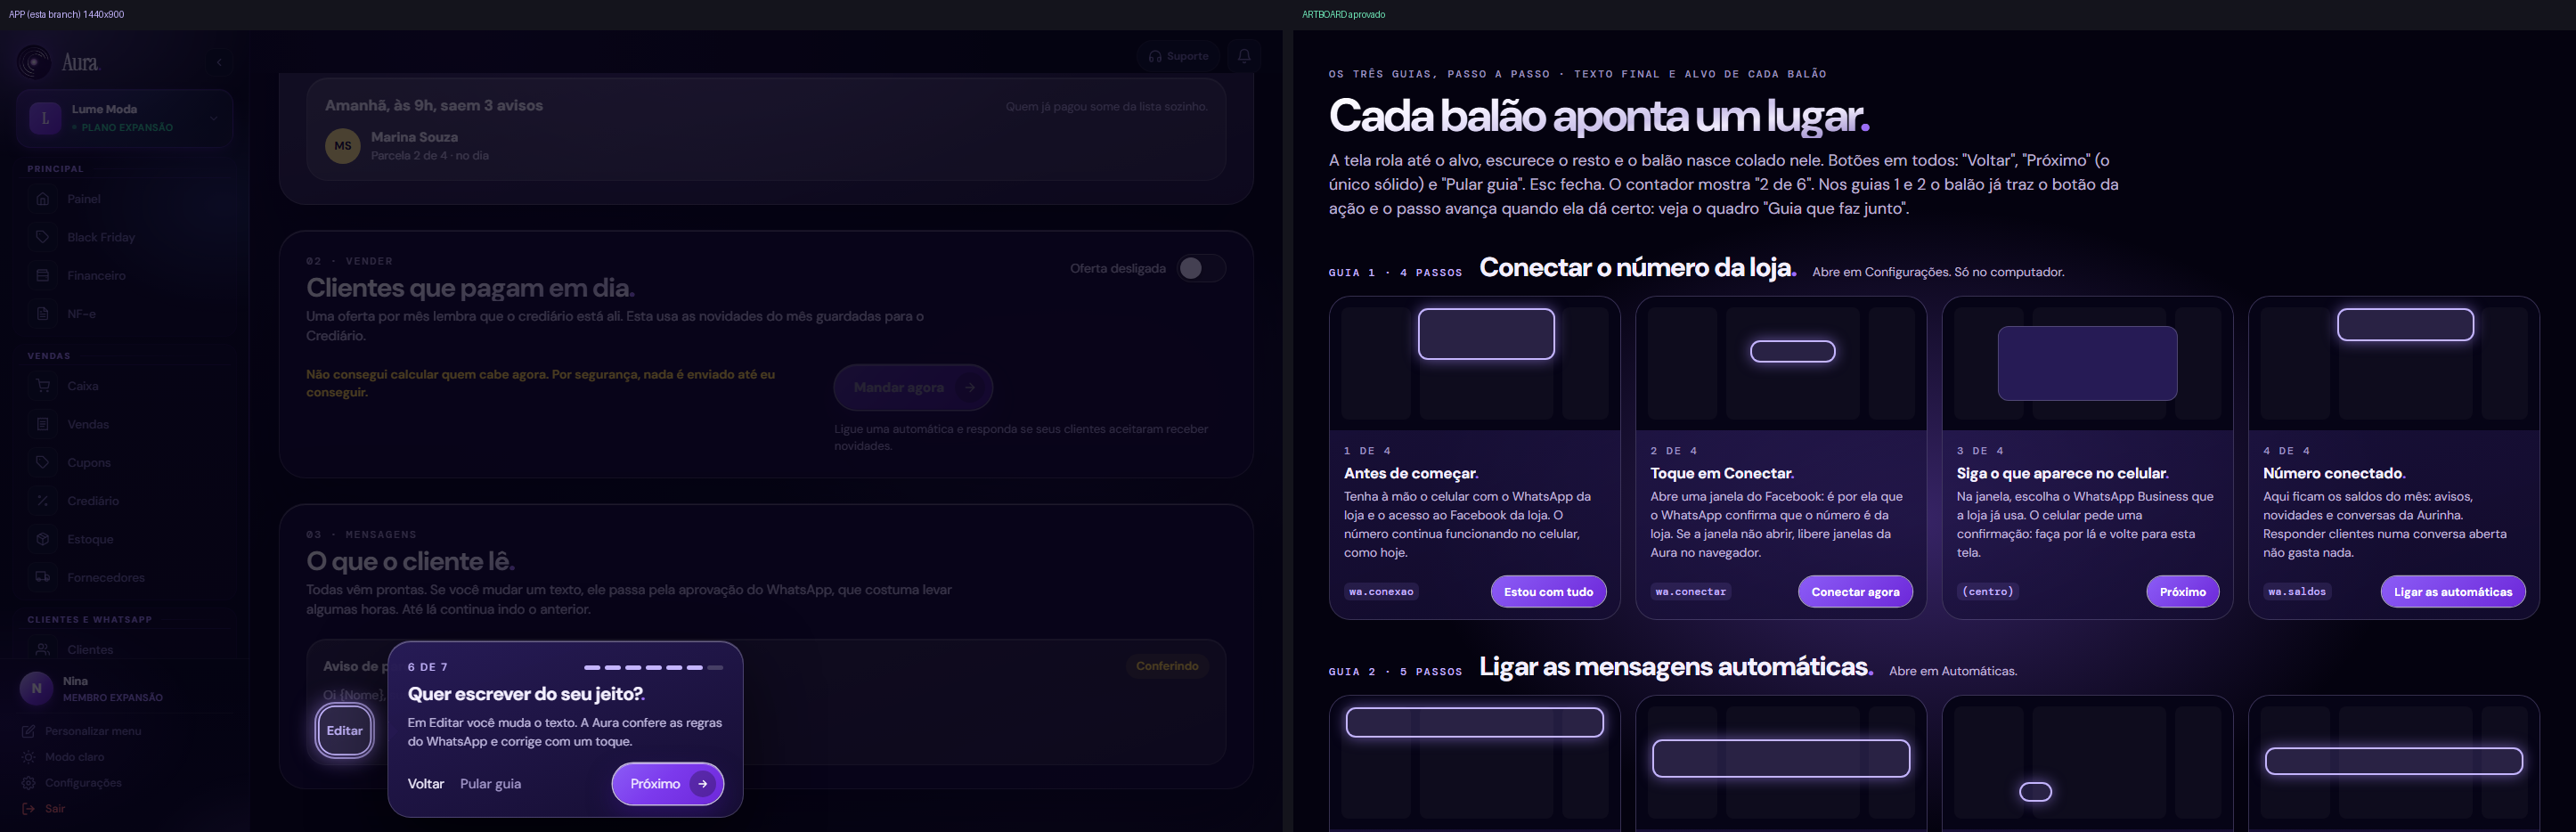 APP (esta branch) 1440x900
Aura
Suporte
Lume Moda
L
PLANO EXPANSÃO
PRINCIPAL
Painel
Black Friday
Financeiro
NF-e
VENDAS
Caixa
Vendas
Cupons
Crediário
Estoque
Fornecedores
CLIENTES E WHATSAPP
Clientes
N
Nina
MEMBRO EXPANSÃO
Personalizar menu
Modo claro
Configurações
Sair
Amanhã, às 9h, saem 3 avisos
Quem já pagou some da lista sozinho.
MS
Marina Souza
Parcela 2 de 4 · no dia
02 · VENDER
Clientes que pagam em dia.
Oferta desligada
Uma oferta por mês lembra que o crediário está ali. Esta usa as novidades do mês guardadas para o
Crediário.
Não consegui calcular quem cabe agora. Por segurança, nada é enviado até eu
conseguir.
Mandar agora
Ligue uma automática e responda se seus clientes aceitaram receber
novidades.
03 · MENSAGENS
O que o cliente lê.
Todas vêm prontas. Se você mudar um texto, ele passa pela aprovação do WhatsApp, que costuma levar
algumas horas. Até lá continua indo o anterior.
Aviso de p
Conferindo
Oi {Nome},
Editar
6 DE 7
Quer escrever do seu jeito?.
Em Editar você muda o texto. A Aura confere as regras
do WhatsApp e corrige com um toque.
Voltar
Pular guia
Próximo
ARTBOARD aprovado
OS TRÊS GUIAS, PASSO A PASSO · TEXTO FINAL E ALVO DE CADA BALÃO
Cada balão aponta um lugar.
A tela rola até o alvo, escurece o resto e o balão nasce colado nele. Botões em todos: "Voltar", "Próximo" (o
único sólido) e "Pular guia". Esc fecha. O contador mostra "2 de 6". Nos guias 1 e 2 o balão já traz o botão da
ação e o passo avança quando ela dá certo: veja o quadro "Guia que faz junto".
GUIA 1 · 4 PASSOS
Conectar o número da loja.
Abre em Configurações. Só no computador.
1 DE 4
Antes de começar.
Tenha à mão o celular com o WhatsApp da
loja e o acesso ao Facebook da loja. O
número continua funcionando no celular,
como hoje.
wa.conexao
Estou com tudo
2 DE 4
Toque em Conectar.
Abre uma janela do Facebook: é por ela que
o WhatsApp confirma que o número é da
loja. Se a janela não abrir, libere janelas da
Aura no navegador.
wa.conectar
Conectar agora
3 DE 4
Siga o que aparece no celular.
Na janela, escolha o WhatsApp Business que
a loja já usa. O celular pede uma
confirmação: faça por lá e volte para esta
tela.
(centro)
Próximo
4 DE 4
Número conectado.
Aqui ficam os saldos do mês: avisos,
novidades e conversas da Aurinha.
Responder clientes numa conversa aberta
não gasta nada.
wa.saldos
Ligar as automáticas
GUIA 2 · 5 PASSOS
Ligar as mensagens automáticas.
Abre em Automáticas.